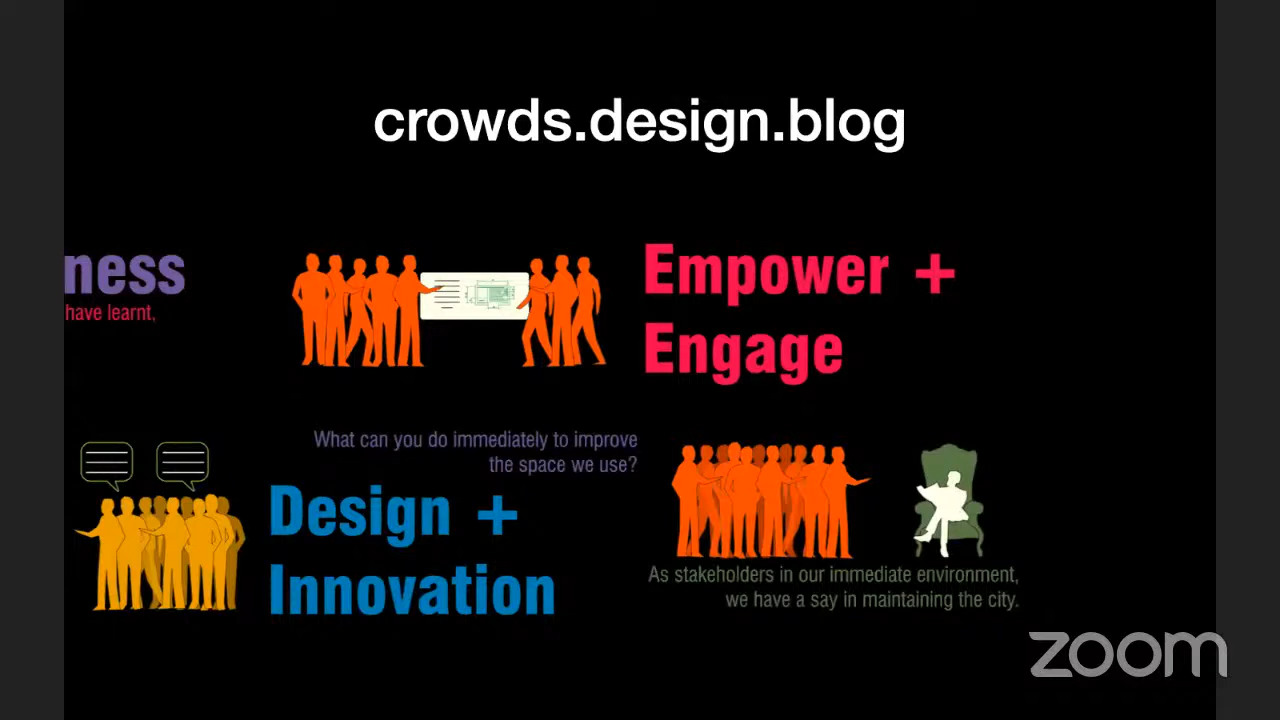 crowds.design.blog
ness
have learnt,
Empower +
Engage
What can you do immediately to improve
the space we use?
Design +
Innovation
As stakeholders in our immediate environment,
we have a say in maintaining the city.
zoom